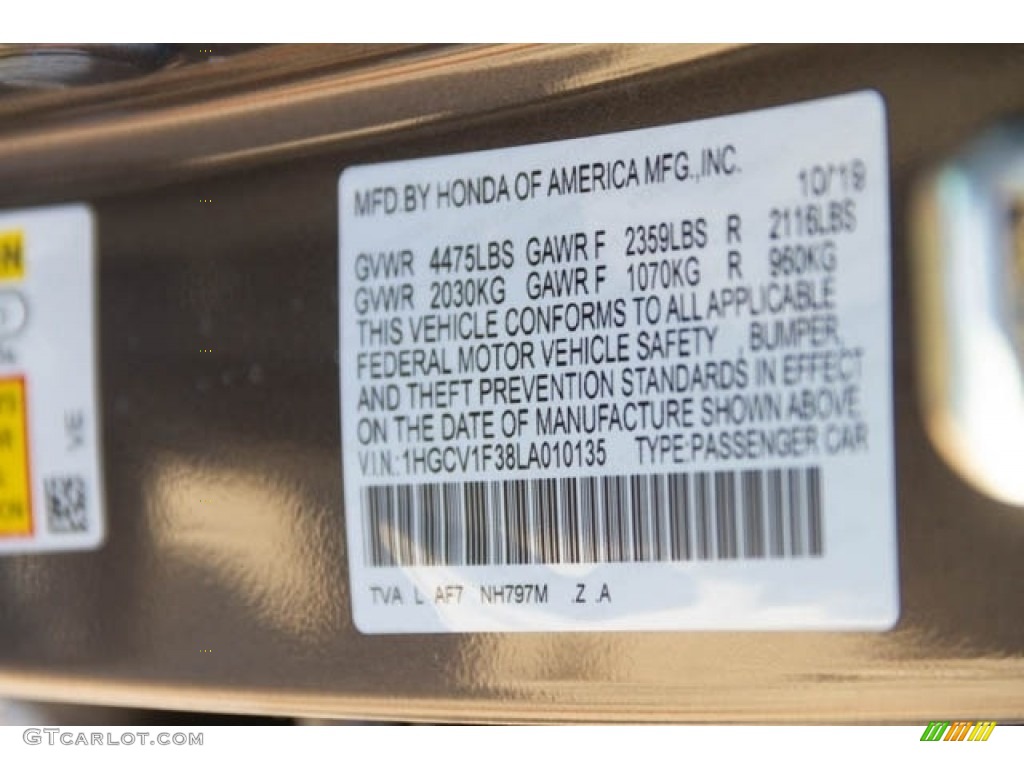 MFD.BY HONDA OF AMERICA MFG.,INC. 10/19
GVWR 4475LBS GAWR F 2359LBS R 2116LBS
GVWR 2030KG GAWR F 1070KG R 960KG
THIS VEHICLE CONFORMS TO ALL APPLICABLE
FEDERAL MOTOR VEHICLE SAFETY , BUMPER,
AND THEFT PREVENTION STANDARDS IN EFFECT
ON THE DATE OF MANUFACTURE SHOWN ABOVE.
V.I.N.:1HGCV1F38LA010135 TYPE:PASSENGER CAR
TVA L AF7 NH797M .Z .A
VE
GTCARLOT.COM